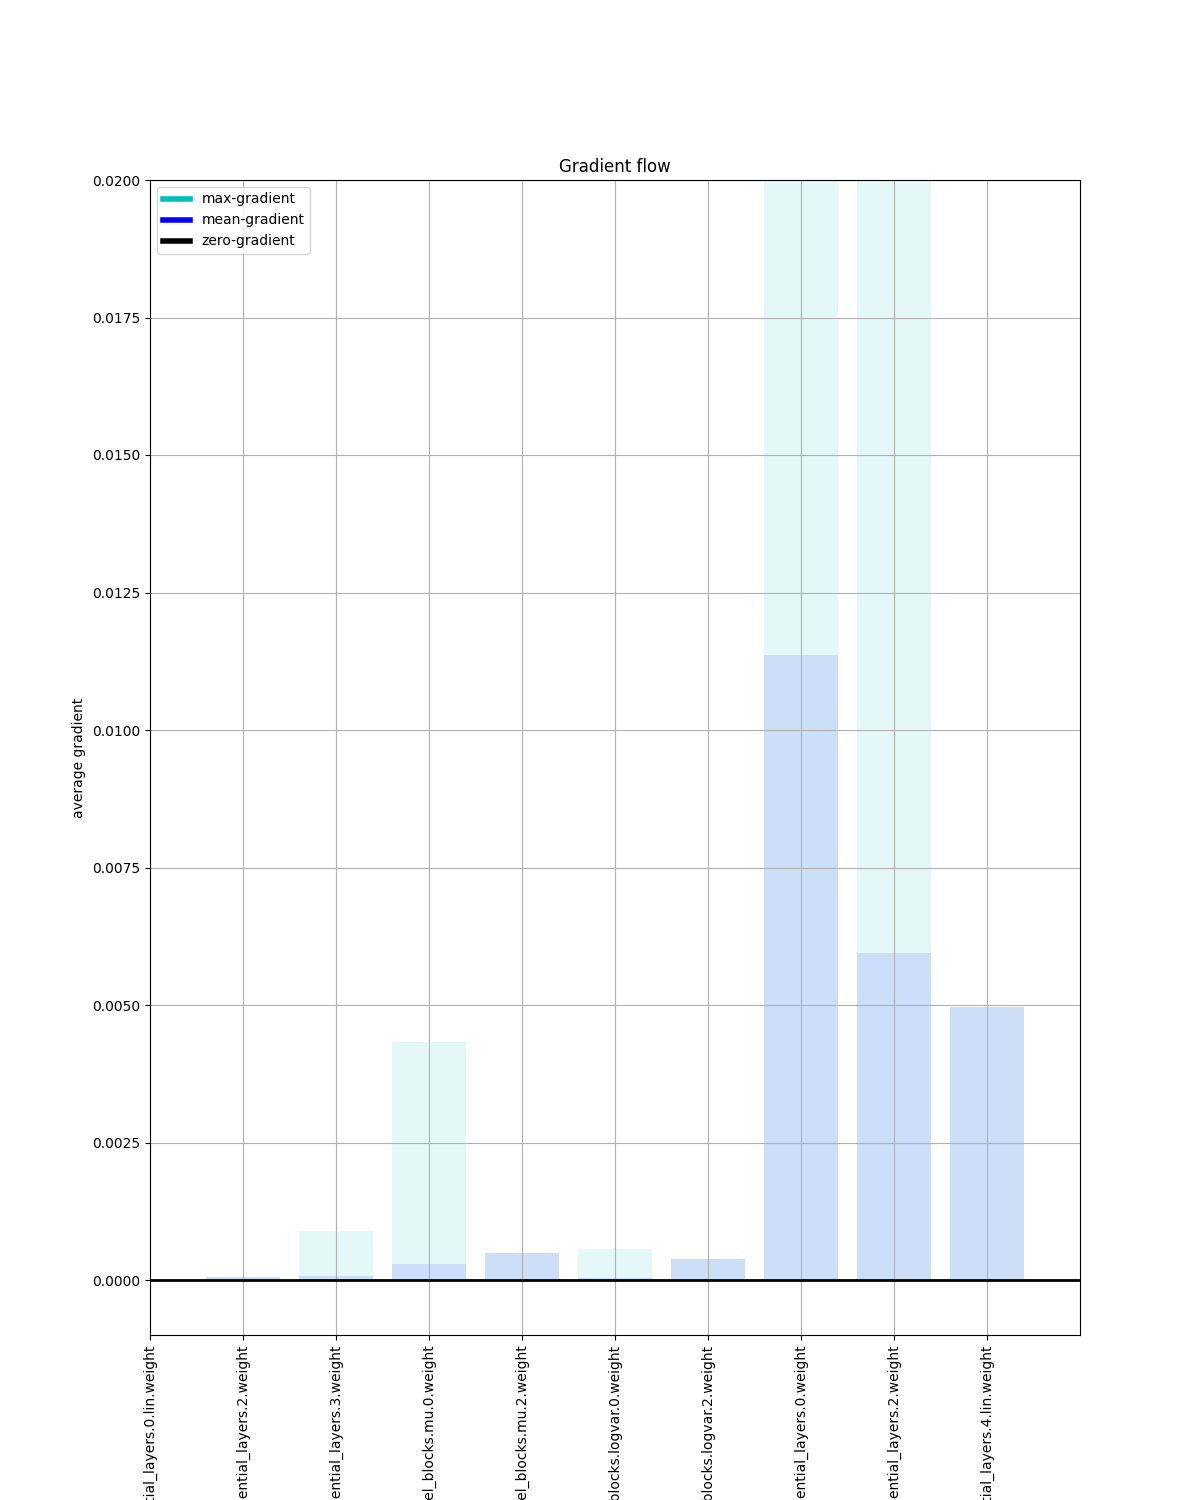 Gradient flow
max-gradient
mean-gradient
zero-gradient
0.0200
0.0175
0.0150
0.0125
0.0100
0.0075
0.0050
0.0025
0.0000
average gradient
tial_layers.0.lin.weight
ential_layers.2.weight
ential_layers.3.weight
el_blocks.mu.0.weight
el_blocks.mu.2.weight
blocks.logvar.0.weight
blocks.logvar.2.weight
ential_layers.0.weight
ential_layers.2.weight
tial_layers.4.lin.weight